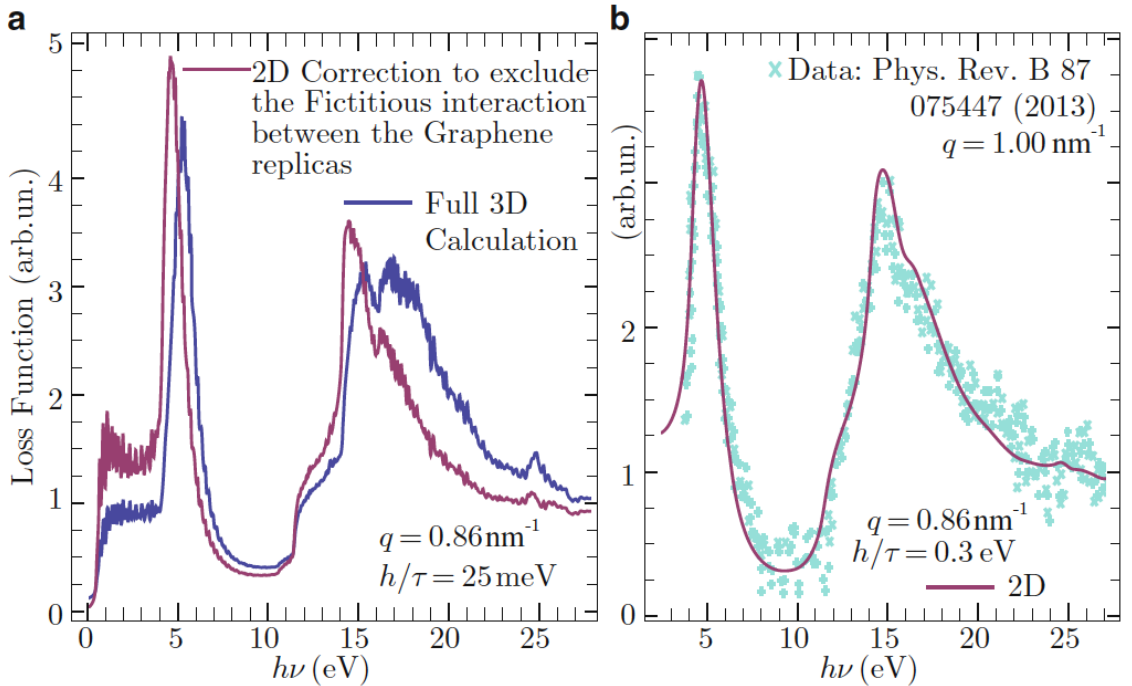 a
5
4
3
2
1
0
Loss Function (arb.un.)
2D Correction to exclude
the Fictitious interaction
between the Graphene
replicas
Full 3D
Calculation
q = 0.86 nm⁻¹
h/τ = 25 meV
0 5 10 15 20 25
hν (eV)
b
(arb.un.)
2
1
0
Data: Phys. Rev. B 87
075447 (2013)
q = 1.00 nm⁻¹
q = 0.86 nm⁻¹
h/τ = 0.3 eV
2D
5 10 15 20 25
hν (eV)